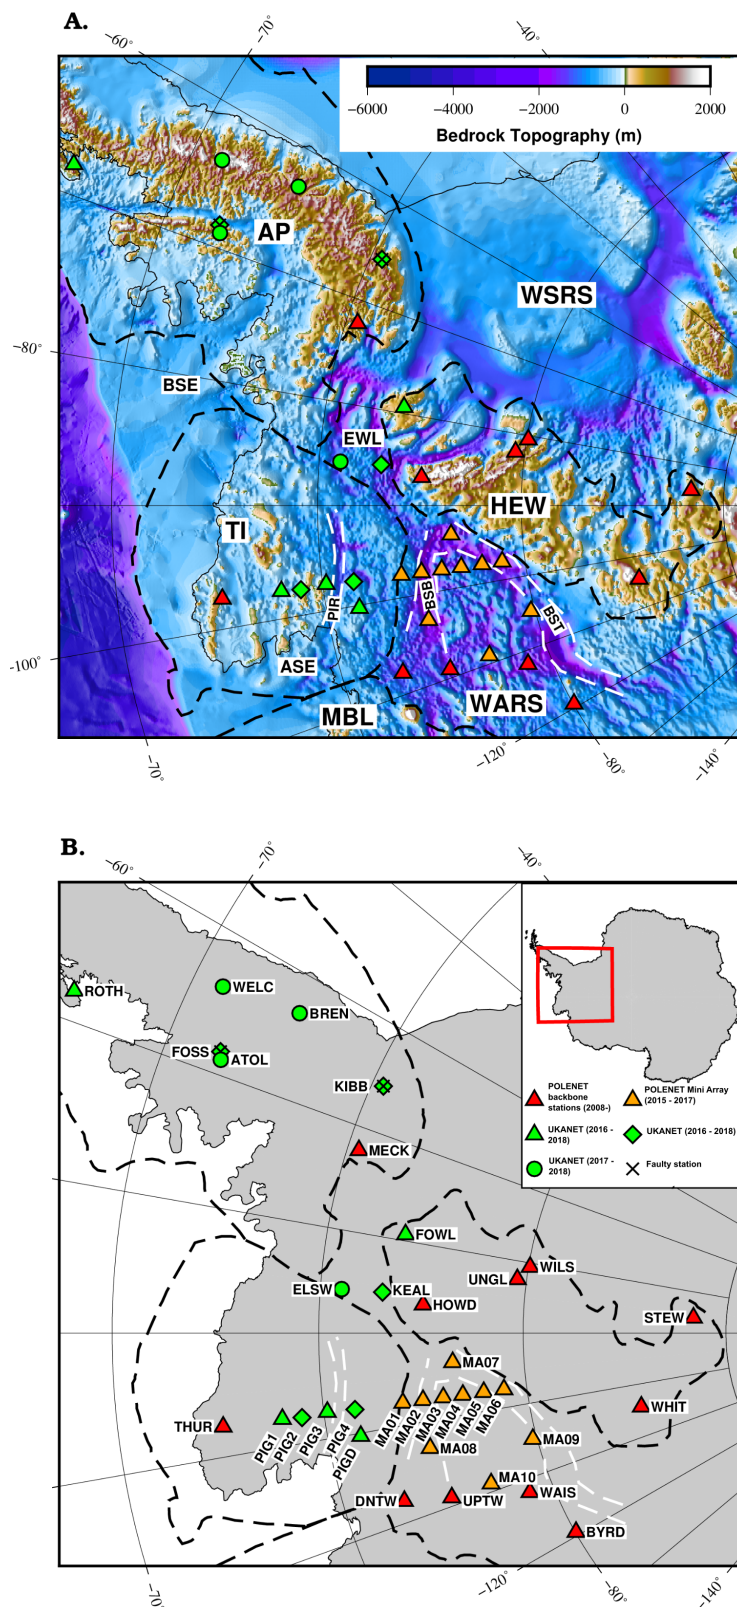 A.
−60°
−70°
−40°
−6000 −4000 −2000 0 2000
Bedrock Topography (m)
AP
WSRS
−80°
BSE
EWL
HEW
TI
PIR
BSB
BST
ASE
−100°
MBL
WARS
−70°
−120°
−80°
−140°
B.
−60°
−70°
−40°
ROTH
WELC
BREN
FOSS
ATOL
KIBB
MECK
POLENET
backbone
stations (2008-)
POLENET Mini Array
(2015 - 2017)
UKANET (2016 -
2018)
UKANET (2016 - 2018)
UKANET (2017 -
2018)
Faulty station
FOWL
WILS
UNGL
ELSW
KEAL
HOWD
STEW
MA07
WHIT
THUR
PIG1
PIG2
PIG3
PIG4
PIGD
MA01
MA02
MA03
MA04
MA05
MA06
MA08
MA09
MA10
DNTW
UPTW
WAIS
BYRD
−70°
−120°
−80°
−140°